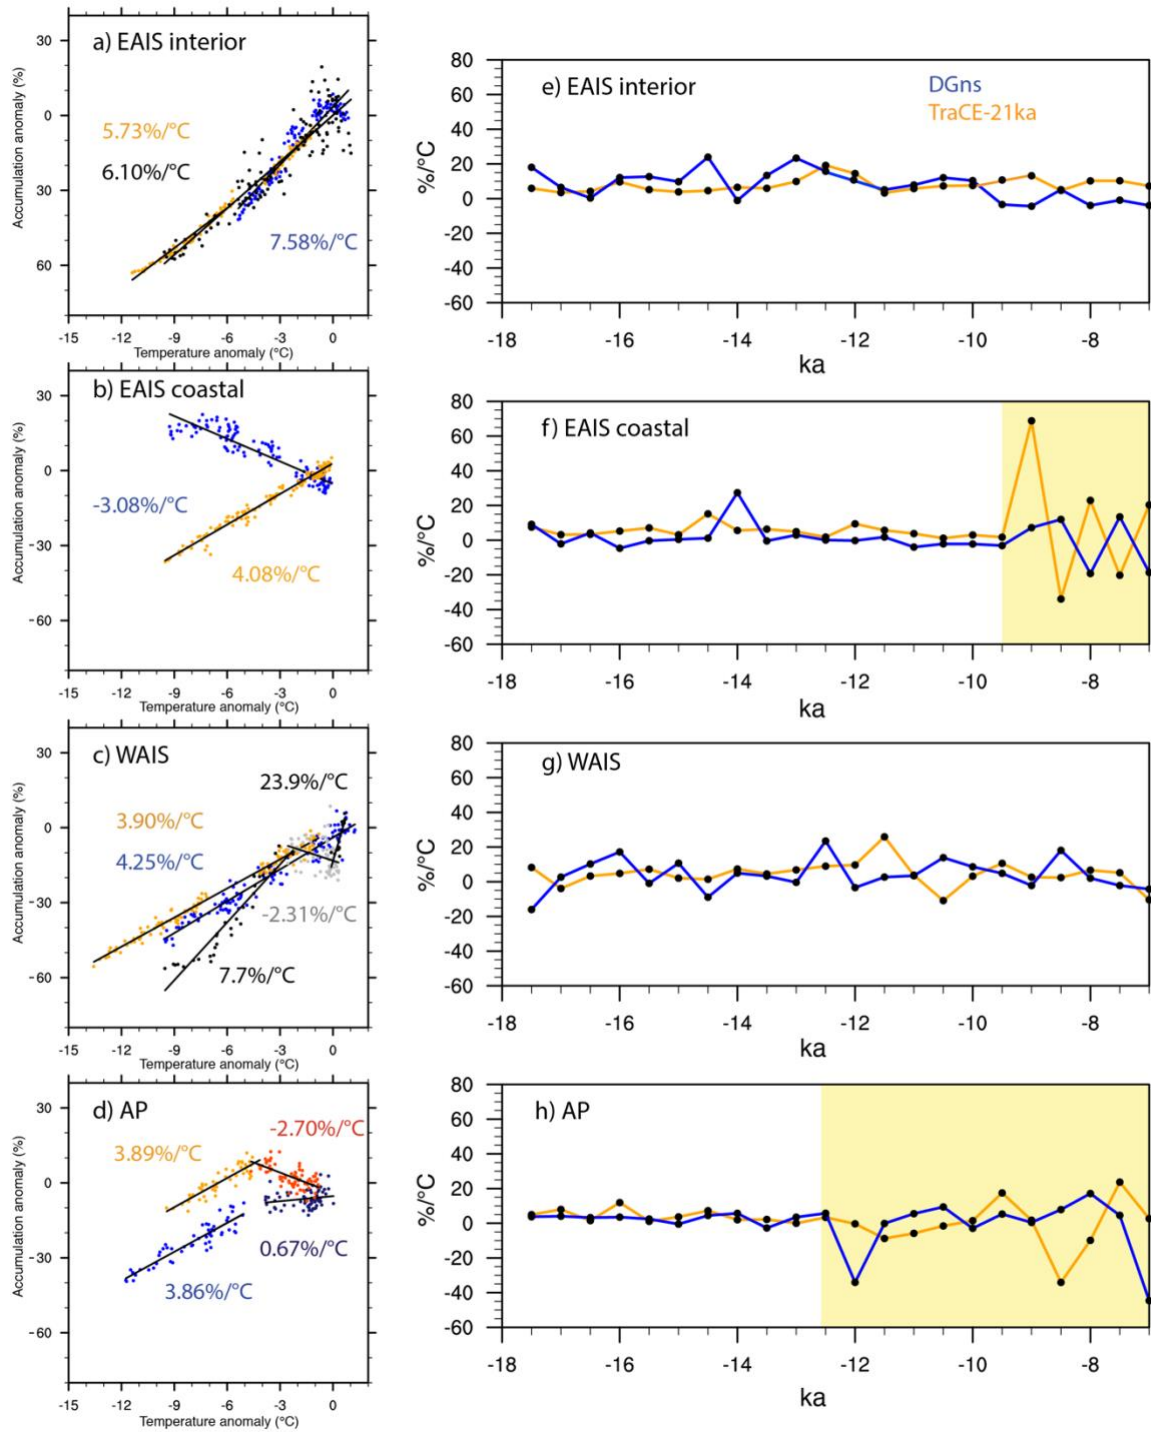 a) EAIS interior
30
0
30
60
Accumulation anomaly (%)
5.73%/°C
6.10%/°C
7.58%/°C
-15 -12 -9 -6 -3 0
Temperature anomaly (°C)
e) EAIS interior
DGns
TraCE-21ka
80
60
40
20
0
-20
-40
-60
%/°C
-18 -16 -14 -12 -10 -8
ka
b) EAIS coastal
30
0
-30
-60
Accumulation anomaly (%)
-3.08%/°C
4.08%/°C
-15 -12 -9 -6 -3 0
Temperature anomaly (°C)
f) EAIS coastal
80
60
40
20
0
-20
-40
-60
%/°C
-18 -16 -14 -12 -10 -8
ka
c) WAIS
30
0
-30
-60
Accumulation anomaly (%)
23.9%/°C
3.90%/°C
4.25%/°C
-2.31%/°C
7.7%/°C
-15 -12 -9 -6 -3 0
Temperature anomaly (°C)
g) WAIS
80
60
40
20
0
-20
-40
-60
%/°C
-18 -16 -14 -12 -10 -8
ka
d) AP
30
0
-30
-60
Accumulation anomaly (%)
-2.70%/°C
3.89%/°C
0.67%/°C
3.86%/°C
-15 -12 -9 -6 -3 0
Temperature anomaly (°C)
h) AP
80
60
40
20
0
-20
-40
-60
%/°C
-18 -16 -14 -12 -10 -8
ka